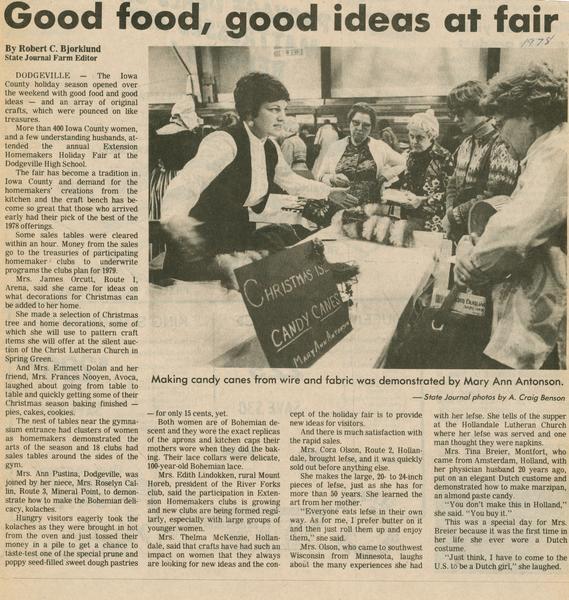 Good food, good ideas at fair
1978
By Robert C. Bjorklund
State Journal Farm Editor
DODGEVILLE — The Iowa
County holiday season opened over
the weekend with good food and good
ideas — and an array of original
crafts, which were pounced on like
treasures.
More than 400 Iowa County women,
and a few understanding husbands, at-
tended the annual Extension
Homemakers Holiday Fair at the
Dodgeville High School.
The fair has become a tradition in
Iowa County and demand for the
homemakers' creations from the
kitchen and the craft bench has be-
come so great that those who arrived
early had their pick of the best of the
1978 offerings.
Some sales tables were cleared
within an hour. Money from the sales
go to the treasuries of participating
homemaker clubs to underwrite
programs the clubs plan for 1979.
Mrs. James Orcutt, Route 1,
Arena, said she came for ideas on
what decorations for Christmas can
be added to her home.
She made a selection of Christmas
tree and home decorations, some of
which she will use to pattern craft
items she will offer at the silent auc-
tion of the Christ Lutheran Church in
Spring Green.
And Mrs. Emmett Dolan and her
friend, Mrs. Frances Nooyen, Avoca,
laughed about going from table to
table and quickly getting some of their
Christmas season baking finished —
pies, cakes, cookies.
The nest of tables near the gymna-
sium entrance had clusters of women
as homemakers demonstrated the
arts of the season and 18 clubs had
sales tables around the sides of the
gym.
Mrs. Ann Pustina, Dodgeville, was
joined by her niece, Mrs. Roselyn Cal-
lin, Route 3, Mineral Point, to demon-
strate how to make the Bohemian deli-
cacy, kolaches.
Hungry visitors eagerly took the
kolaches as they were brought in hot
from the oven and just tossed their
money in a pile to get a chance to
taste-test one of the special prune and
poppy seed-filled sweet dough pastries
CHRISTMAS IS...
CANDY CANES
MARY ANN ANTONSON
Making candy canes from wire and fabric was demonstrated by Mary Ann Antonson.
— State Journal photos by A. Craig Benson
— for only 15 cents, yet.
Both women are of Bohemian de-
scent and they wore the exact replicas
of the aprons and kitchen caps their
mothers wore when they did the bak-
ing. Their lace collars were delicate,
100-year-old Bohemian lace.
Mrs. Edith Lindokken, rural Mount
Horeb, president of the River Forks
club, said the participation in Exten-
sion Homemakers clubs is growing
and new clubs are being formed regu-
larly, especially with large groups of
younger women.
Mrs. Thelma McKenzie, Hollan-
dale, said that crafts have had such an
impact on women that they always
are looking for new ideas and the con-
cept of the holiday fair is to provide
new ideas for visitors.
And there is much satisfaction with
the rapid sales.
Mrs. Cora Olson, Route 2, Hollan-
dale, brought lefse, and it was quickly
sold out before anything else.
She makes the large, 20- to 24-inch
pieces of lefse, just as she has for
more than 50 years. She learned the
art from her mother.
"Everyone eats lefse in their own
way. As for me, I prefer butter on it
and then just roll them up and enjoy
them," she said.
Mrs. Olson, who came to southwest
Wisconsin from Minnesota, laughs
about the many experiences she had
with her lefse. She tells of the supper
at the Hollandale Lutheran Church
where her lefse was served and one
man thought they were napkins.
Mrs. Tina Breier, Montfort, who
came from Amsterdam, Holland, with
her physician husband 20 years ago,
put on an elegant Dutch costume and
demonstrated how to make marzipan,
an almond paste candy.
"You don't make this in Holland,"
she said. "You buy it."
This was a special day for Mrs.
Breier because it was the first time in
her life she ever wore a Dutch
costume.
"Just think, I have to come to the
U.S. to be a Dutch girl," she laughed.